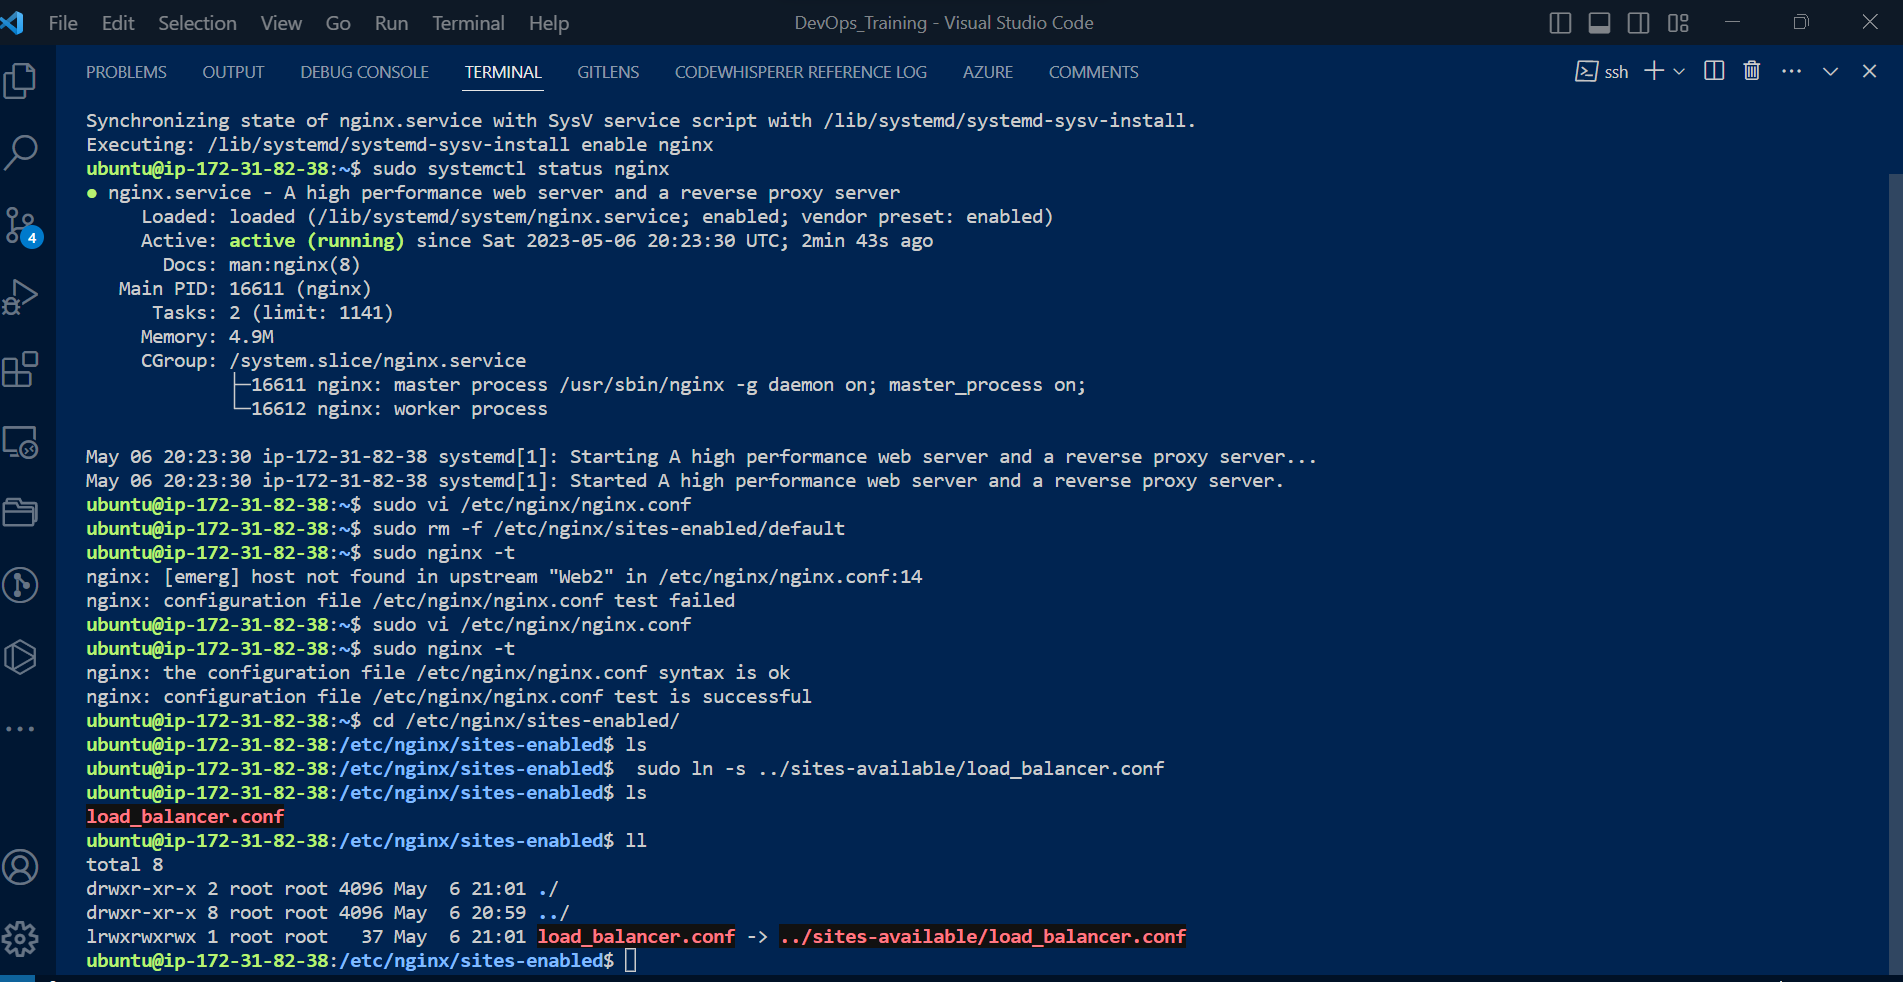 File Edit Selection View Go Run Terminal Help DevOps_Training - Visual Studio Code
PROBLEMS OUTPUT DEBUG CONSOLE TERMINAL GITLENS CODEWHISPERER REFERENCE LOG AZURE COMMENTS ssh
Synchronizing state of nginx.service with SysV service script with /lib/systemd/systemd-sysv-install.
Executing: /lib/systemd/systemd-sysv-install enable nginx
ubuntu@ip-172-31-82-38:~$ sudo systemctl status nginx
● nginx.service - A high performance web server and a reverse proxy server
Loaded: loaded (/lib/systemd/system/nginx.service; enabled; vendor preset: enabled)
Active: active (running) since Sat 2023-05-06 20:23:30 UTC; 2min 43s ago
Docs: man:nginx(8)
Main PID: 16611 (nginx)
Tasks: 2 (limit: 1141)
Memory: 4.9M
CGroup: /system.slice/nginx.service
├─16611 nginx: master process /usr/sbin/nginx -g daemon on; master_process on;
└─16612 nginx: worker process
May 06 20:23:30 ip-172-31-82-38 systemd[1]: Starting A high performance web server and a reverse proxy server...
May 06 20:23:30 ip-172-31-82-38 systemd[1]: Started A high performance web server and a reverse proxy server.
ubuntu@ip-172-31-82-38:~$ sudo vi /etc/nginx/nginx.conf
ubuntu@ip-172-31-82-38:~$ sudo rm -f /etc/nginx/sites-enabled/default
ubuntu@ip-172-31-82-38:~$ sudo nginx -t
nginx: [emerg] host not found in upstream "Web2" in /etc/nginx/nginx.conf:14
nginx: configuration file /etc/nginx/nginx.conf test failed
ubuntu@ip-172-31-82-38:~$ sudo vi /etc/nginx/nginx.conf
ubuntu@ip-172-31-82-38:~$ sudo nginx -t
nginx: the configuration file /etc/nginx/nginx.conf syntax is ok
nginx: configuration file /etc/nginx/nginx.conf test is successful
ubuntu@ip-172-31-82-38:~$ cd /etc/nginx/sites-enabled/
ubuntu@ip-172-31-82-38:/etc/nginx/sites-enabled$ ls
ubuntu@ip-172-31-82-38:/etc/nginx/sites-enabled$  sudo ln -s ../sites-available/load_balancer.conf
ubuntu@ip-172-31-82-38:/etc/nginx/sites-enabled$ ls
load_balancer.conf
ubuntu@ip-172-31-82-38:/etc/nginx/sites-enabled$ ll
total 8
drwxr-xr-x 2 root root 4096 May  6 21:01 ./
drwxr-xr-x 8 root root 4096 May  6 20:59 ../
lrwxrwxrwx 1 root root   37 May  6 21:01 load_balancer.conf -> ../sites-available/load_balancer.conf
ubuntu@ip-172-31-82-38:/etc/nginx/sites-enabled$
4